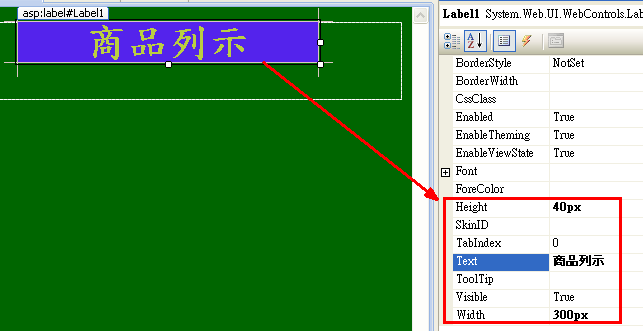 asp:label#Label1
商品列示
Label1 System.Web.UI.WebControls.Lab
BorderStyle NotSet
BorderWidth
CssClass
Enabled True
EnableTheming True
EnableViewState True
Font
ForeColor
Height 40px
SkinID
TabIndex 0
Text 商品列示
ToolTip
Visible True
Width 300px